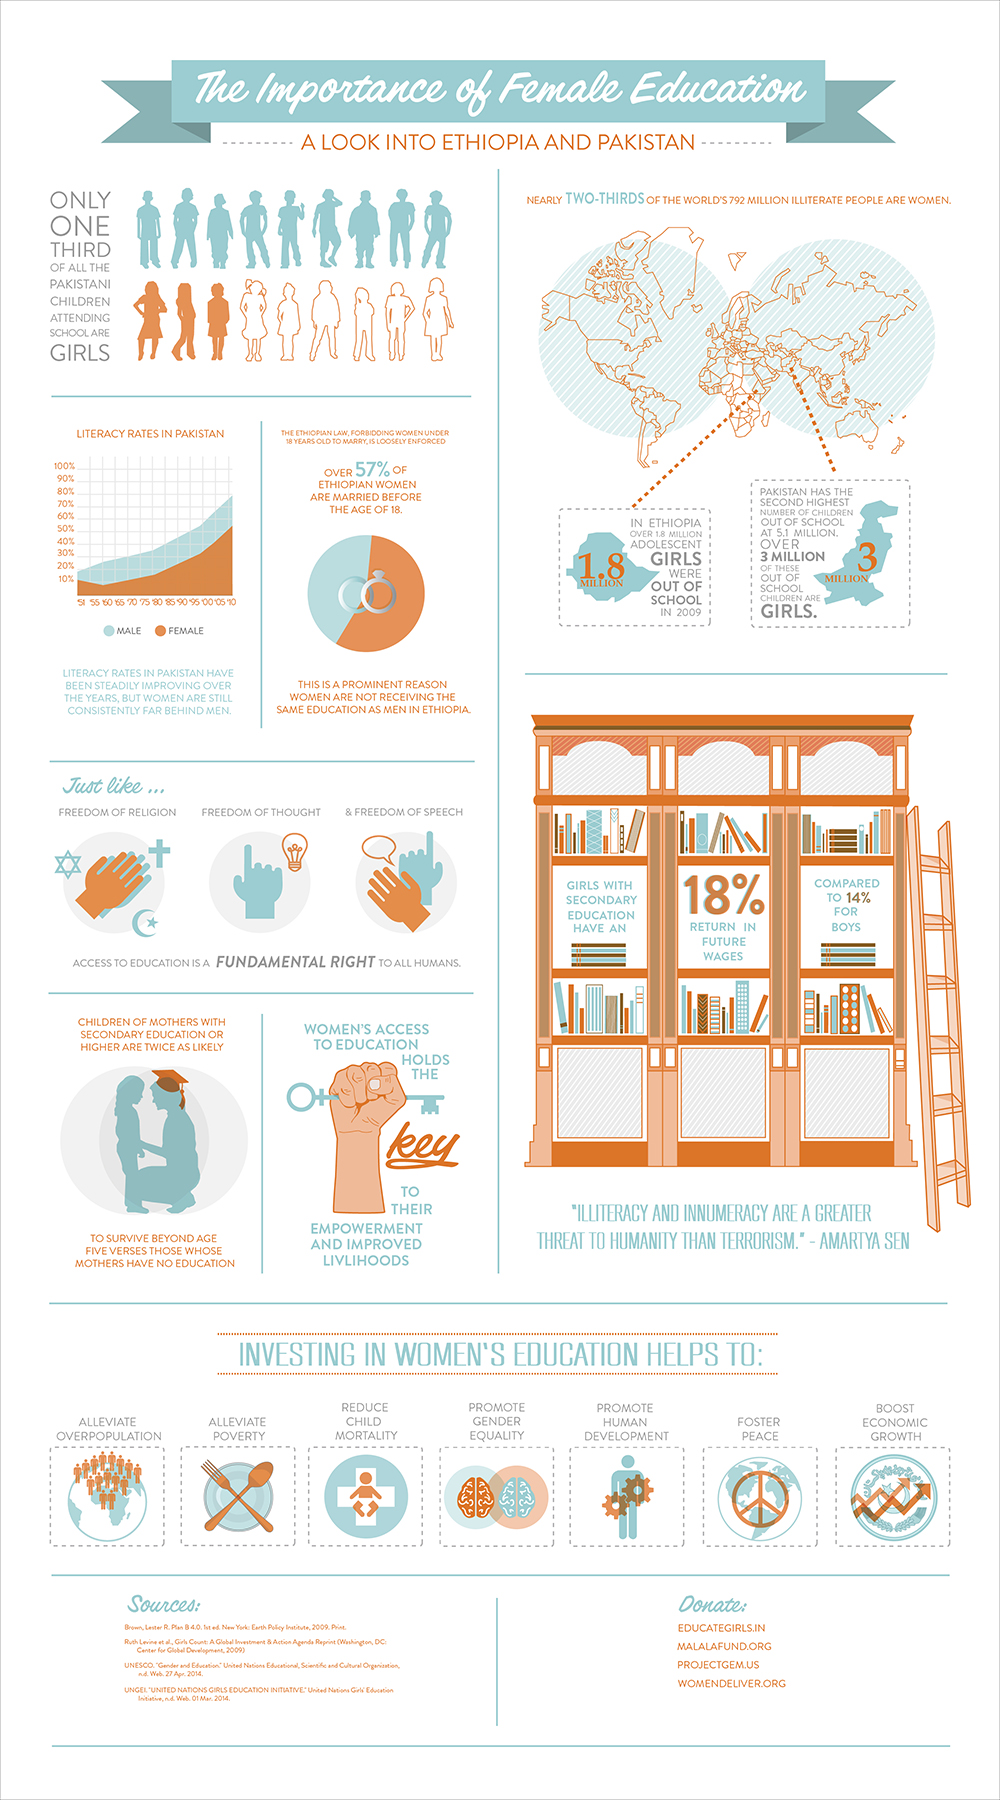 The Importance of Female Education
A LOOK INTO ETHIOPIA AND PAKISTAN
ONLY
ONE
THIRD
OF ALL THE
PAKISTANI
CHILDREN
ATTENDING
SCHOOL ARE
GIRLS
NEARLY TWO-THIRDS OF THE WORLD'S 792 MILLION ILLITERATE PEOPLE ARE WOMEN.
1.8
MILLION
IN ETHIOPIA
OVER 1.8 MILLION
ADOLESCENT
GIRLS
WERE
OUT OF
SCHOOL
IN 2009
PAKISTAN HAS THE
SECOND HIGHEST
NUMBER OF CHILDREN
OUT OF SCHOOL
AT 5.1 MILLION.
OVER
3 MILLION
OF THESE
OUT OF
SCHOOL
CHILDREN ARE
GIRLS.
3
MILLION
LITERACY RATES IN PAKISTAN
100%
90%
80%
70%
60%
50%
40%
30%
20%
10%
'51 '55 '60 '65 '70 '75 '80 '85 '90 '95 '00 '05 '10
MALE FEMALE
LITERACY RATES IN PAKISTAN HAVE
BEEN STEADILY IMPROVING OVER
THE YEARS, BUT WOMEN ARE STILL
CONSISTENTLY FAR BEHIND MEN.
THE ETHIOPIAN LAW, FORBIDDING WOMEN UNDER
18 YEARS OLD TO MARRY, IS LOOSELY ENFORCED
OVER 57% OF
ETHIOPIAN WOMEN
ARE MARRIED BEFORE
THE AGE OF 18.
THIS IS A PROMINENT REASON
WOMEN ARE NOT RECEIVING THE
SAME EDUCATION AS MEN IN ETHIOPIA.
Just like ...
FREEDOM OF RELIGION
FREEDOM OF THOUGHT
& FREEDOM OF SPEECH
ACCESS TO EDUCATION IS A FUNDAMENTAL RIGHT TO ALL HUMANS.
CHILDREN OF MOTHERS WITH
SECONDARY EDUCATION OR
HIGHER ARE TWICE AS LIKELY
TO SURVIVE BEYOND AGE
FIVE VERSES THOSE WHOSE
MOTHERS HAVE NO EDUCATION
WOMEN'S ACCESS
TO EDUCATION
HOLDS
THE
key
TO
THEIR
EMPOWERMENT
AND IMPROVED
LIVLIHOODS
GIRLS WITH
SECONDARY
EDUCATION
HAVE AN
18%
RETURN IN
FUTURE
WAGES
COMPARED
TO 14%
FOR
BOYS
"ILLITERACY AND INNUMERACY ARE A GREATER
THREAT TO HUMANITY THAN TERRORISM." - AMARTYA SEN
INVESTING IN WOMEN'S EDUCATION HELPS TO:
ALLEVIATE
OVERPOPULATION
ALLEVIATE
POVERTY
REDUCE
CHILD
MORTALITY
PROMOTE
GENDER
EQUALITY
PROMOTE
HUMAN
DEVELOPMENT
FOSTER
PEACE
BOOST
ECONOMIC
GROWTH
Sources:
Brown, Lester R. Plan B 4.0. 1st ed. New York: Earth Policy Institute, 2009. Print.
Ruth Levine et al., Girls Count: A Global Investment & Action Agenda Reprint (Washington, DC:
Center for Global Development, 2009)
UNESCO. "Gender and Education." United Nations Educational, Scientific and Cultural Organization,
n.d. Web. 27 Apr. 2014.
UNGEI. "UNITED NATIONS GIRLS EDUCATION INITIATIVE." United Nations Girls' Education
Initiative, n.d. Web. 01 Mar. 2014.
Donate:
EDUCATEGIRLS.IN
MALALAFUND.ORG
PROJECTGEM.US
WOMENDELIVER.ORG